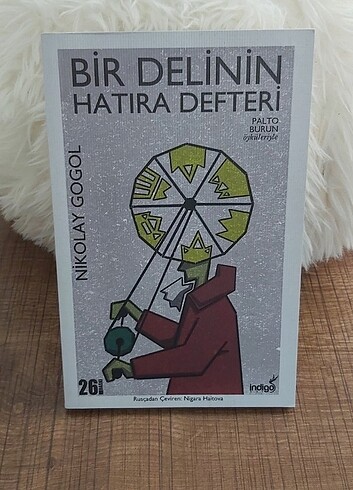 BİR DELİNİN
HATIRA DEFTERİ
PALTO
BURUN
öyküleriyle
NİKOLAY GOGOL
26
indigo
Rusçadan Çeviren: Nigara Haitova